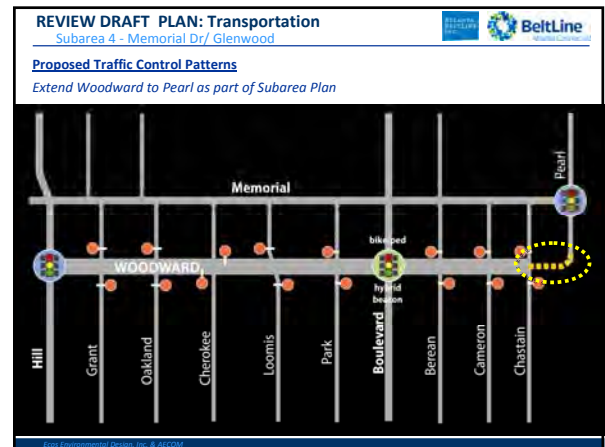 REVIEW DRAFT PLAN: Transportation
Subarea 4 - Memorial Dr/ Glenwood
BeltLine
Proposed Traffic Control Patterns
Extend Woodward to Pearl as part of Subarea Plan
Pearl
Memorial
bike/ped
WOODWARD
hybrid
beacon
Hill
Grant
Oakland
Cherokee
Loomis
Park
Boulevard
Berean
Cameron
Chastain
Ecos Environmental Design, Inc. & AECOM